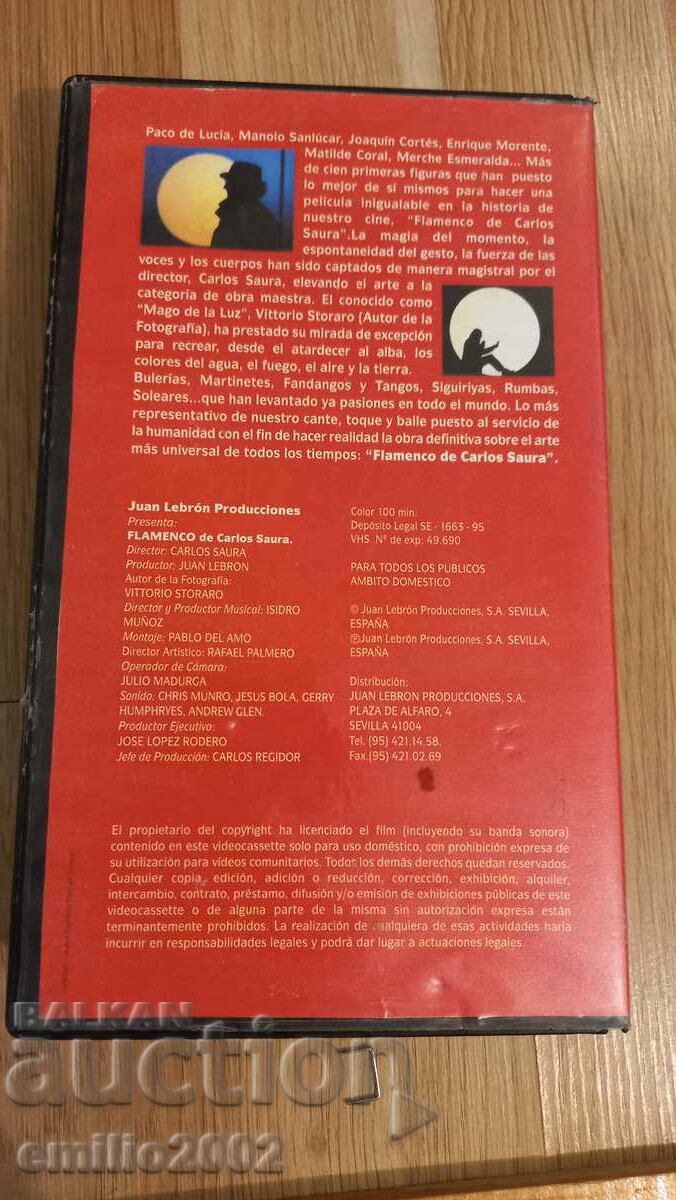 Paco de Lucía, Manolo Sanlúcar, Joaquín Cortés, Enrique Morente,
Matilde Coral, Merche Esmeralda... Más
de cien primeras figuras que han puesto
lo mejor de sí mismos para hacer una
película inigualable en la historia de
nuestro cine, "Flamenco de Carlos
Saura".La magia del momento, la
espontaneidad del gesto, la fuerza de las
voces y los cuerpos han sido captados de manera magistral por el
director, Carlos Saura, elevando el arte a la
categoría de obra maestra. El conocido como
"Mago de la Luz", Vittorio Storaro (Autor de la
Fotografía), ha prestado su mirada de excepción
para recrear, desde el atardecer al alba, los
colores del agua, el fuego, el aire y la tierra.
Bulerías, Martinetes, Fandangos y Tangos, Siguiriyas, Rumbas,
Soleares...que han levantado ya pasiones en todo el mundo. Lo más
representativo de nuestro cante, toque y baile puesto al servicio de
la humanidad con el fin de hacer realidad la obra definitiva sobre el arte
más universal de todos los tiempos: "Flamenco de Carlos Saura".
Juan Lebrón Producciones
Presenta:
FLAMENCO de Carlos Saura.
Director: CARLOS SAURA
Productor: JUAN LEBRON
Autor de la Fotografía:
VITTORIO STORARO
Director y Productor Musical: ISIDRO
MUÑOZ
Montaje: PABLO DEL AMO
Director Artístico: RAFAEL PALMERO
Operador de Cámara:
JULIO MADURGA
Sonido: CHRIS MUNRO, JESUS BOLA, GERRY
HUMPHRYES, ANDREW GLEN.
Productor Ejecutivo:
JOSE LOPEZ RODERO
Jefe de Producción: CARLOS REGIDOR
Color 100 min.
Depósito Legal SE - 1663 - 95
VHS Nº de exp: 49.690
PARA TODOS LOS PUBLICOS
AMBITO DOMESTICO
© Juan Lebrón Producciones, S.A. SEVILLA,
ESPAÑA
℗Juan Lebrón Producciones, S.A. SEVILLA,
ESPAÑA
Distribución:
JUAN LEBRON PRODUCCIONES, S.A.
PLAZA DE ALFARO, 4
SEVILLA 41004
Tel. (95) 421.14.58.
Fax.(95) 421.02.69
El propietario del copyright ha licenciado el film (incluyendo su banda sonora)
contenido en este videocassette solo para uso doméstico, con prohibición expresa de
su utilización para videos comunitarios. Todos los demás derechos quedan reservados.
Cualquier copia, edición, adición o reducción, corrección, exhibición, alquiler,
intercambio, contrato, préstamo, difusión y/o emisión de exhibiciones públicas de este
videocassette o de alguna parte de la misma sin autorización expresa están
terminantemente prohibidos. La realización de cualquiera de esas actividades haría
incurrir en responsabilidades legales y podrá dar lugar a actuaciones legales.
BALKAN
auction
emilio2002